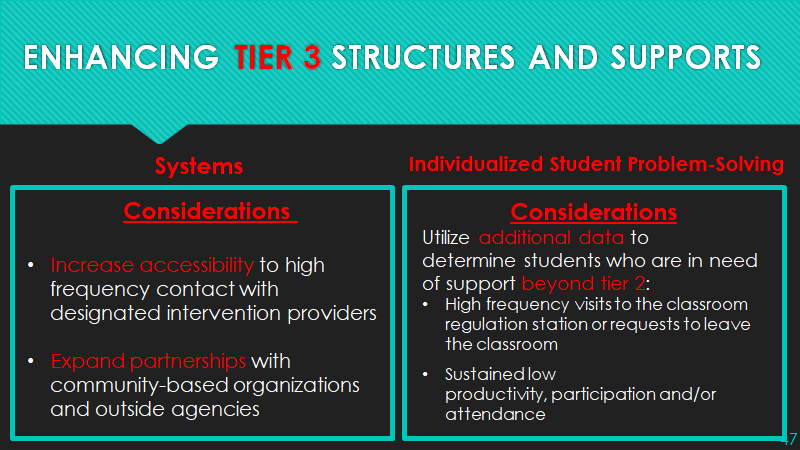 ENHANCING TIER 3 STRUCTURES AND SUPPORTS
Systems
Considerations
• Increase accessibility to high
frequency contact with
designated intervention providers
• Expand partnerships with
community-based organizations
and outside agencies
Individualized Student Problem-Solving
Considerations
Utilize additional data to
determine students who are in need
of support beyond tier 2:
• High frequency visits to the classroom
regulation station or requests to leave
the classroom
• Sustained low
productivity, participation and/or
attendance
47